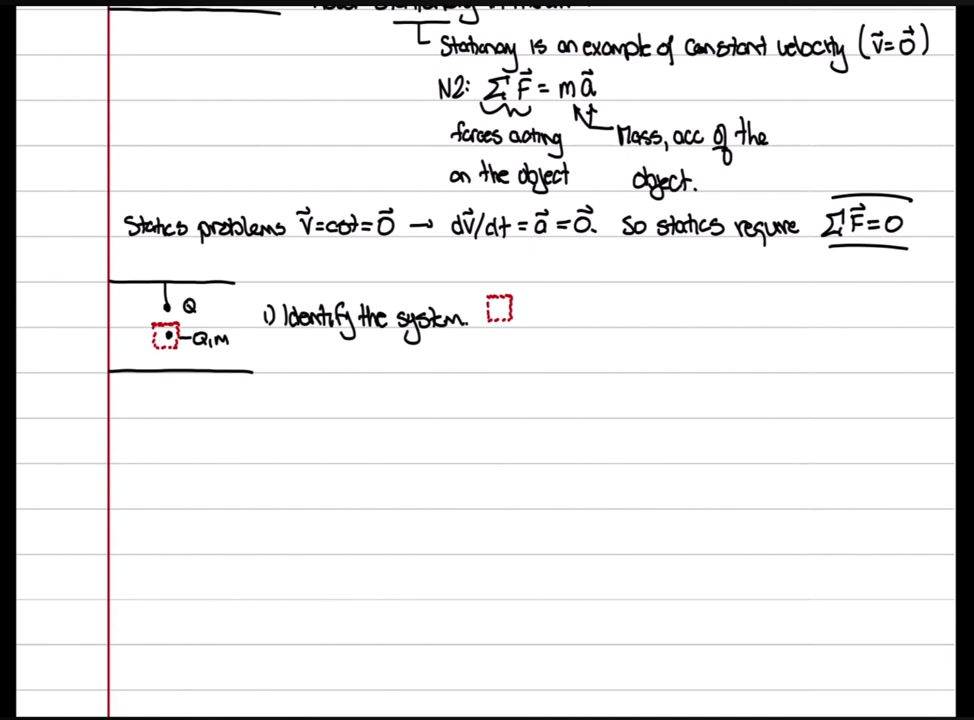 Stationary is an example of constant velocity (v⃗=0⃗)
N2: ΣF⃗ = ma⃗
forces acting on the object
Mass, acc of the object.
Statics problems v⃗=cst=0⃗ → dv⃗/dt = a⃗ = 0⃗. So statics require ΣF⃗=0
Q
1) Identify the system.
Q,M